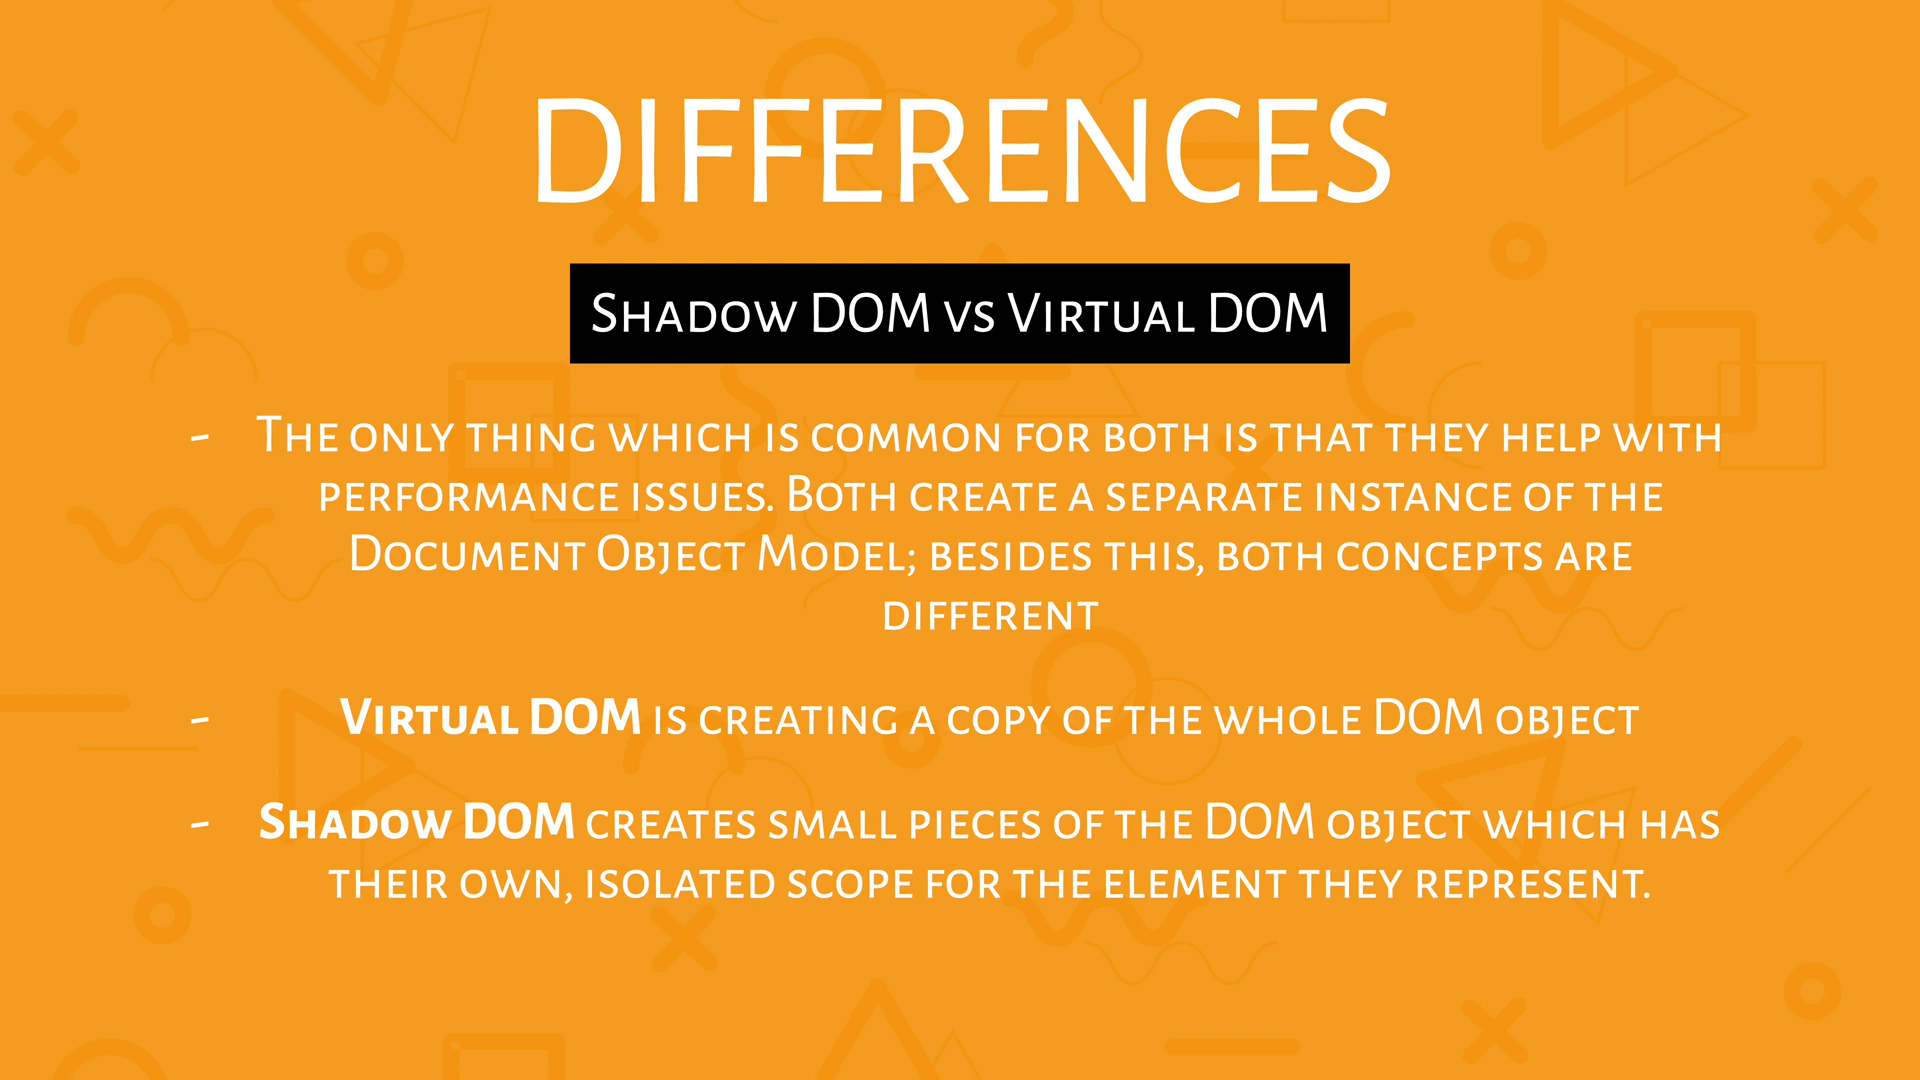 DIFFERENCES
Shadow DOM vs Virtual DOM
- The only thing which is common for both is that they help with
performance issues. Both create a separate instance of the
Document Object Model; besides this, both concepts are
different
- Virtual DOM is creating a copy of the whole DOM object
- Shadow DOM creates small pieces of the DOM object which has
their own, isolated scope for the element they represent.